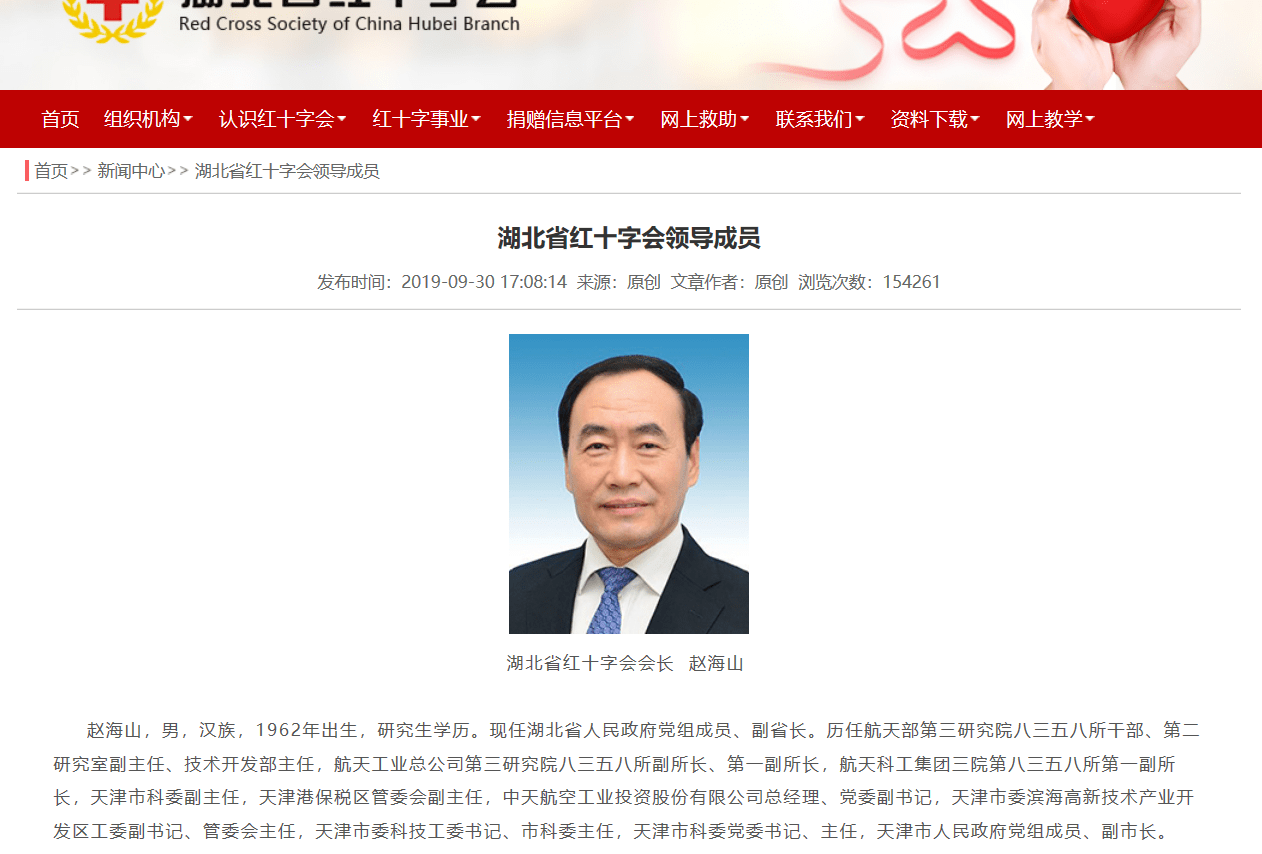 Red Cross Society of China Hubei Branch
首页 组织机构 认识红十字会 红十字事业 捐赠信息平台 网上救助 联系我们 资料下载 网上教学
首页>> 新闻中心>> 湖北省红十字会领导成员
湖北省红十字会领导成员
发布时间：2019-09-30 17:08:14 来源：原创 文章作者：原创 浏览次数：154261
湖北省红十字会会长 赵海山
赵海山，男，汉族，1962年出生，研究生学历。现任湖北省人民政府党组成员、副省长。历任航天部第三研究院八三五八所干部、第二
研究室副主任、技术开发部主任，航天工业总公司第三研究院八三五八所副所长、第一副所长，航天科工集团三院第八三五八所第一副所
长，天津市科委副主任，天津港保税区管委会副主任，中天航空工业投资股份有限公司总经理、党委副书记，天津市委滨海高新技术产业开
发区工委副书记、管委会主任，天津市委科技工委书记、市科委主任，天津市科委党委书记、主任，天津市人民政府党组成员、副市长。